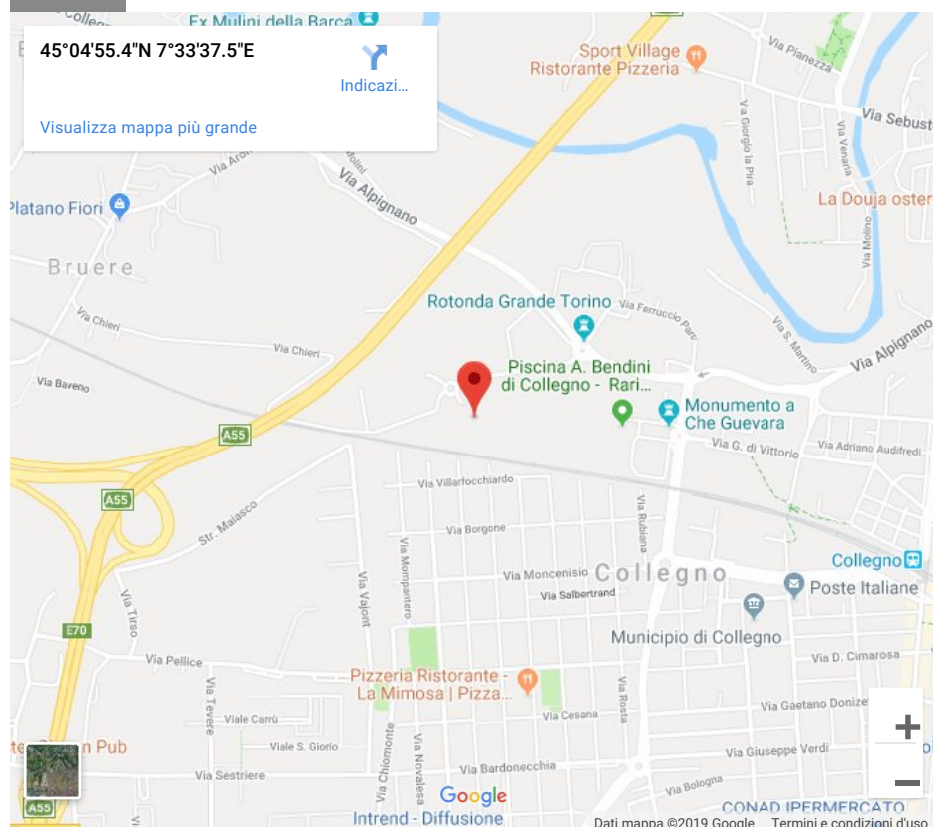 Colleg
Ex Mulini della Barca
45°04'55.4"N 7°33'37.5"E
Indicazi...
Visualizza mappa più grande
Sport Village
Ristorante Pizzeria
Via Pianezza
Via Sebust
Via Giorgio la Pira
Via Venaria
Molini
Via Alpignano
Platano Fiori
La Douja oster
Via Molino
Bruere
Rotonda Grande Torino
Via Ferruccio Parr
Via Chieri
Via Chieri
Via S. Martino
Via Alpignano
Piscina A. Bendini
di Collegno - Rari...
Via Baveno
Monumento a
Che Guevara
A55
Via G. di Vittorio
Via Adriano Audifredi
A55
Via Villarfocchiardo
Str. Maiasco
Via Borgone
Via Rubiana
Via Mompantero
Collegno
Via Moncenisio
Collegno
Poste Italiane
Via Salbertrand
Via Valont
Via Tirso
E70
Municipio di Collegno
Via Pellice
Via D. Cimarosa
Pizzeria Ristorante -
La Mimosa | Pizza...
Via Tevere
Via Rosta
Via Gaetano Donize
Viale Carrù
Via Cesana
Viale S. Giorio
n Pub
Via Chiomonte
Via Novalesa
Via Giuseppe Verdi
Via Sestriere
Via Bardonecchia
Via Bologna
Google
A55
CONAD IPERMERCATO
Intrend - Diffusione
Dati mappa ©2019 Google
Termini e condizioni d'uso